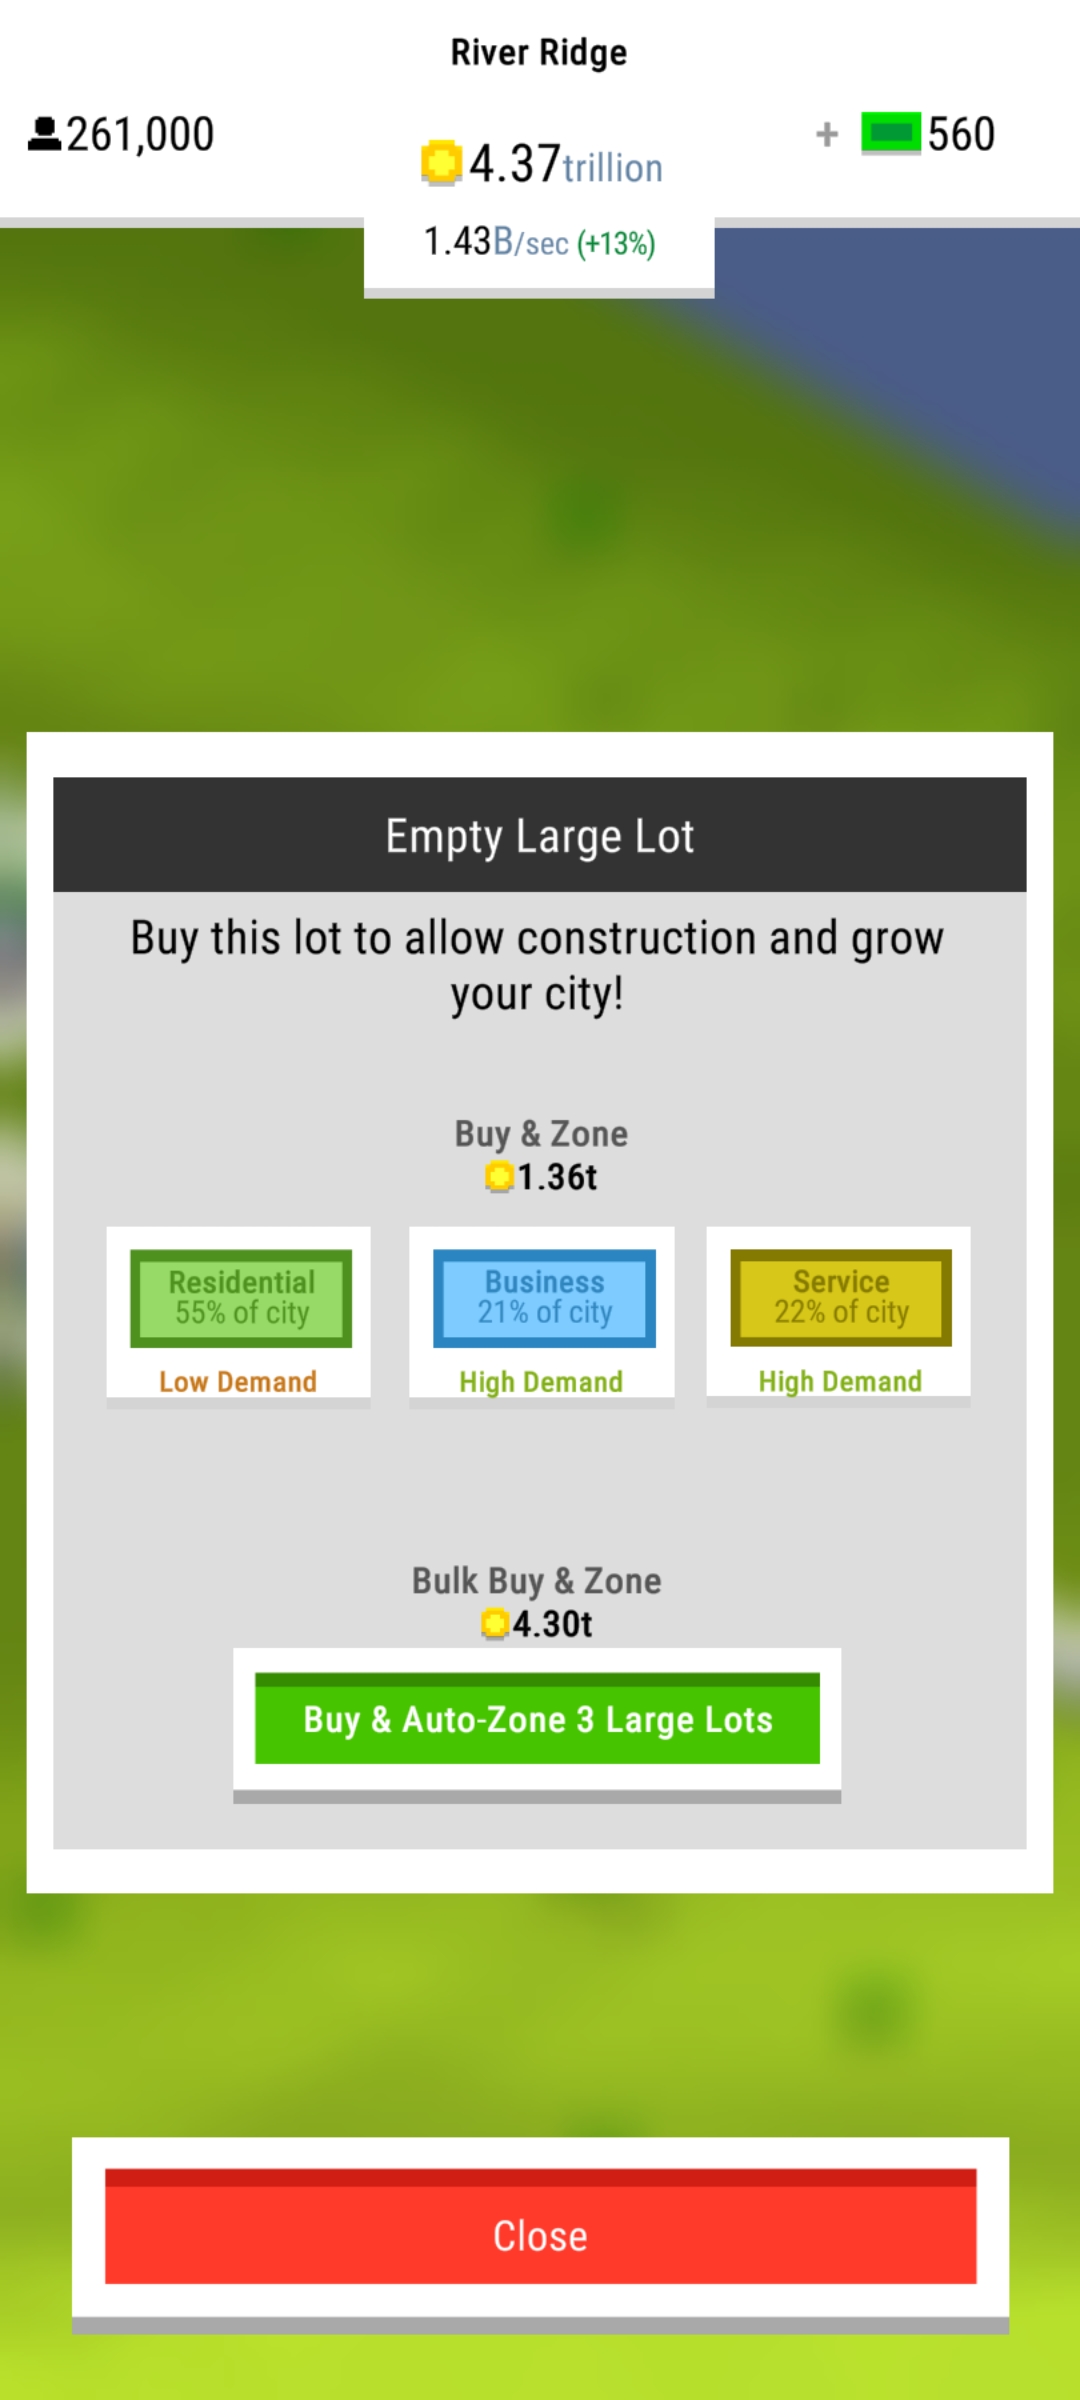 River Ridge
261,000
4.37trillion
+ 560
1.43B/sec (+13%)
Empty Large Lot
Buy this lot to allow construction and grow
your city!
Buy & Zone
1.36t
Residential
55% of city
Low Demand
Business
21% of city
High Demand
Service
22% of city
High Demand
Bulk Buy & Zone
4.30t
Buy & Auto-Zone 3 Large Lots
Close